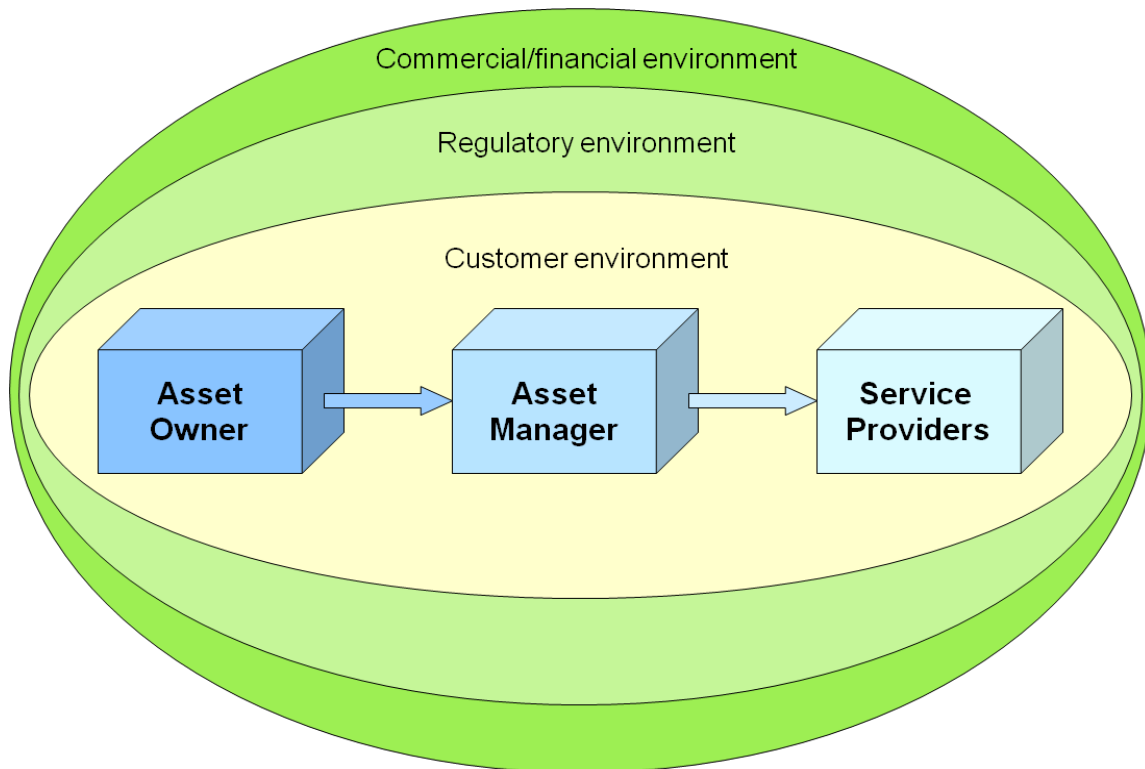 Commercial/financial environment
Regulatory environment
Customer environment
Asset
Owner
Asset
Manager
Service
Providers